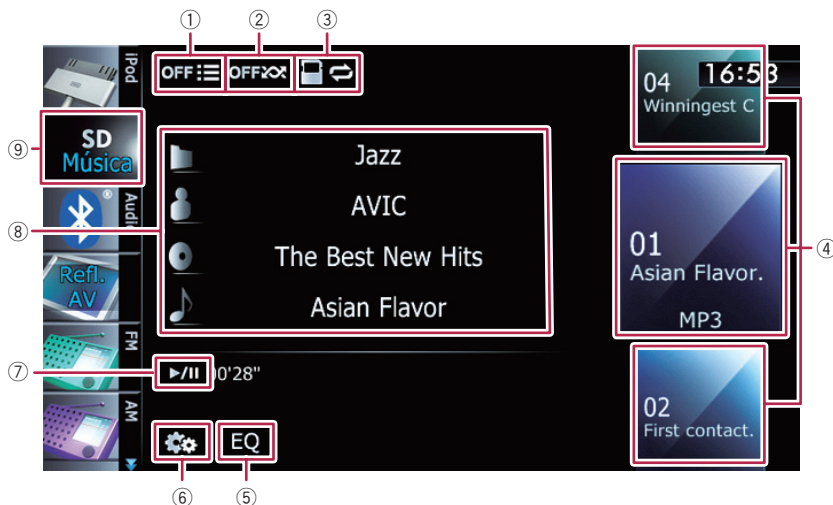 ① ② ③
iPod
OFF OFF
04 16:53
Winningest C
⑨ SD
Música
Jazz
Audio
AVIC
⑧
The Best New Hits
Asian Flavor
01
Asian Flavor.
MP3
④
Refl.
AV
FM
⑦ 00'28"
AM
EQ
02
First contact.
⑥ ⑤